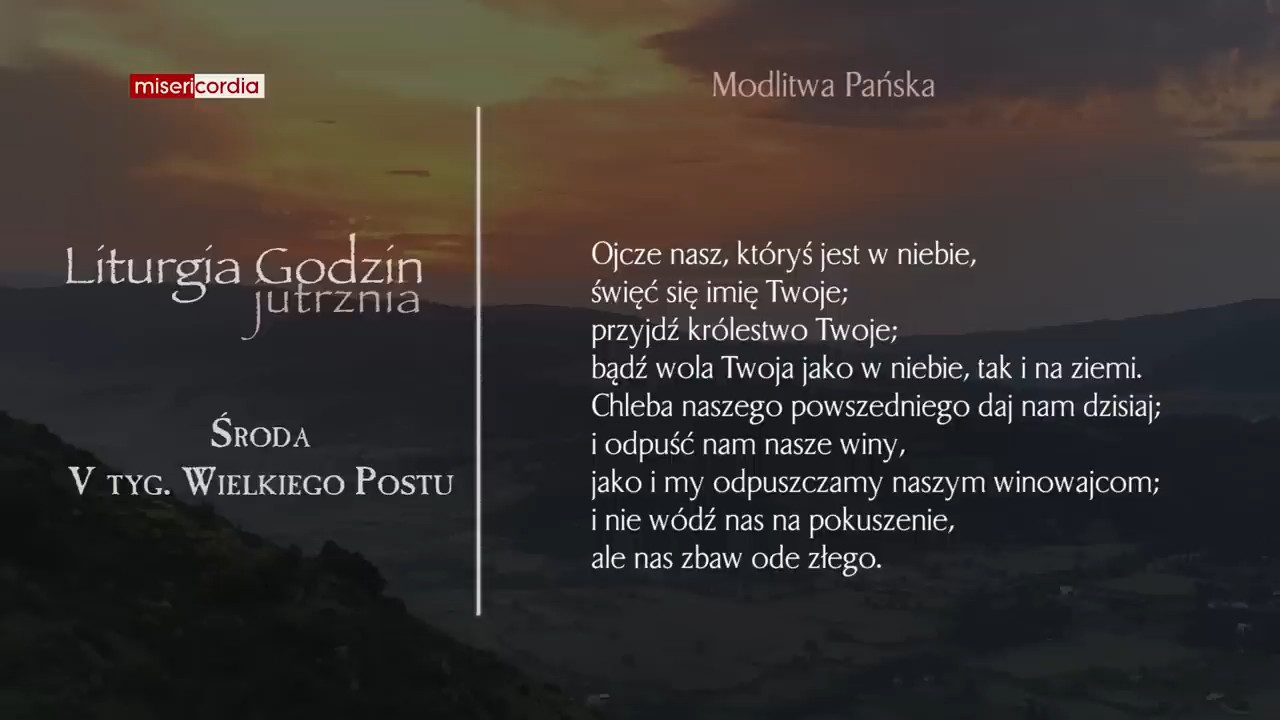 misericordia
Modlitwa Pańska
Liturgia Godzin
jutrznia
Środa
V tyg. Wielkiego Postu
Ojcze nasz, któryś jest w niebie,
święć się imię Twoje;
przyjdź królestwo Twoje;
bądź wola Twoja jako w niebie, tak i na ziemi.
Chleba naszego powszedniego daj nam dzisiaj;
i odpuść nam nasze winy,
jako i my odpuszczamy naszym winowajcom;
i nie wódź nas na pokuszenie,
ale nas zbaw ode złego.